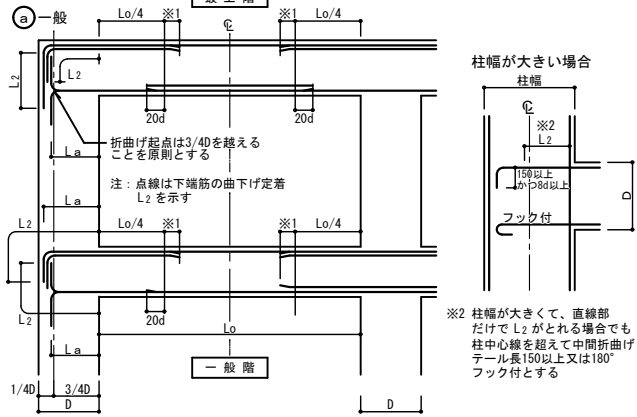 最上階
a 一般
Lo/4 ※1 ※1 Lo/4
℄
L2
L2
20d 20d
折曲げ起点は3/4Dを越える
ことを原則とする
La
注：点線は下端筋の曲下げ定着
L2 を示す
La
L2
Lo/4 ※1 ※1 Lo/4
L2
20d
Lo
La
一般階
1/4D 3/4D
D D
柱幅が大きい場合
柱幅
℄
※2
L2
150以上
かつ8d以上
フック付
D
※2 柱幅が大きくて、直線部
だけで L2 がとれる場合でも
柱中心線を超えて中間折曲げ
テール長150以上又は180°
フック付とする